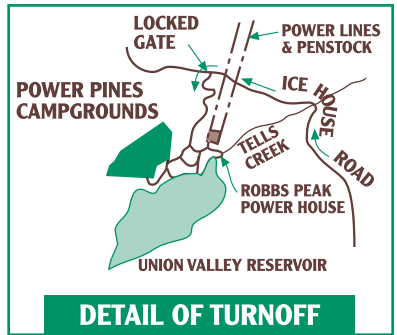 LOCKED
GATE
POWER LINES
& PENSTOCK
POWER PINES
CAMPGROUNDS
ICE HOUSE ROAD
TELLS
CREEK
ROBBS PEAK
POWER HOUSE
UNION VALLEY RESERVOIR
DETAIL OF TURNOFF